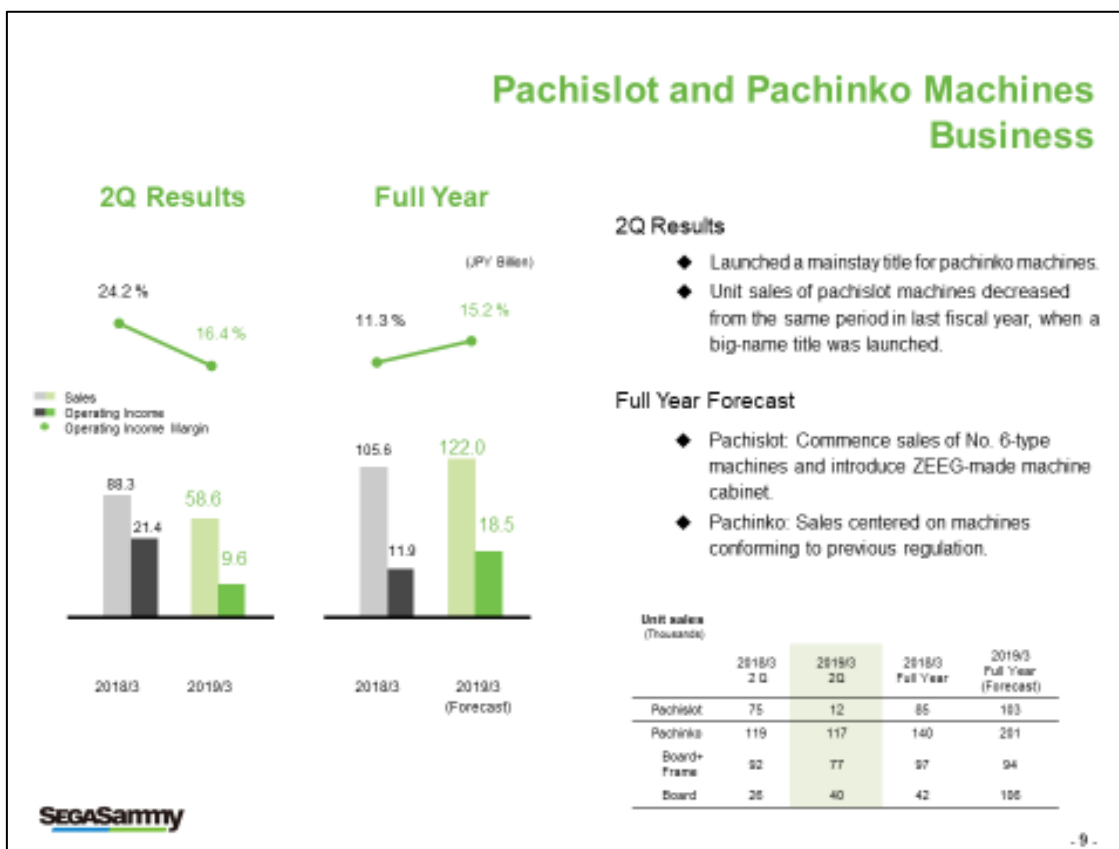 Pachislot and Pachinko Machines
Business
2Q Results
Full Year
(JPY Billion)
24.2 %
16.4 %
11.3 %
15.2 %
Sales
Operating Income
Operating Income Margin
88.3
21.4
58.6
9.6
105.6
11.9
122.0
18.5
2018/3
2019/3
2018/3
2019/3
(Forecast)
2Q Results
◆ Launched a mainstay title for pachinko machines.
◆ Unit sales of pachislot machines decreased
from the same period in last fiscal year, when a
big-name title was launched.
Full Year Forecast
◆ Pachislot: Commence sales of No. 6-type
machines and introduce ZEEG-made machine
cabinet.
◆ Pachinko: Sales centered on machines
conforming to previous regulation.
Unit sales
(Thousands)
2018/3 2Q 2019/3 2Q 2018/3 Full Year 2019/3 Full Year (Forecast)
Pachislot 75 12 85 103
Pachinko 119 117 140 201
Board+ Frame 92 77 97 94
Board 26 40 42 106
SEGASammy
- 9 -